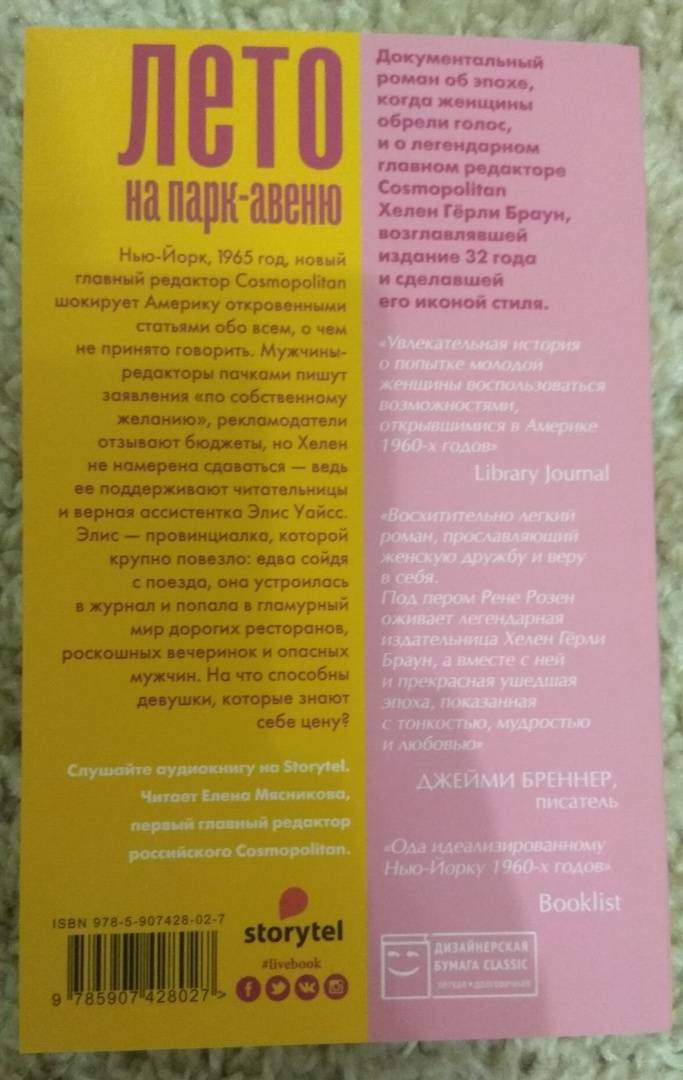 лето
на парк-авеню
Нью-Йорк, 1965 год, новый
главный редактор Cosmopolitan
шокирует Америку откровенными
статьями обо всем, о чем
не принято говорить. Мужчины-
редакторы пачками пишут
заявления «по собственному
желанию», рекламодатели
отзывают бюджеты, но Хелен
не намерена сдаваться — ведь
ее поддерживают читательницы
и верная ассистентка Элис Уайсс.
Элис — провинциалка, которой
крупно повезло: едва сойдя
с поезда, она устроилась
в журнал и попала в гламурный
мир дорогих ресторанов,
роскошных вечеринок и опасных
мужчин. На что способны
девушки, которые знают
себе цену?
Слушайте аудиокнигу на Storytel.
Читает Елена Мясникова,
первый главный редактор
российского Cosmopolitan.
ISBN 978-5-907428-02-7
9 785907 428027 >
storytel
#livebook
Документальный
роман об эпохе,
когда женщины
обрели голос,
и о легендарном
главном редакторе
Cosmopolitan
Хелен Гёрли Браун,
возглавлявшей
издание 32 года
и сделавшей
его иконой стиля.
«Увлекательная история
о попытке молодой
женщины воспользоваться
возможностями,
открывшимися в Америке
1960-х годов»
Library Journal
«Восхитительно легкий
роман, прославляющий
женскую дружбу и веру
в себя.
Под пером Рене Розен
оживает легендарная
издательница Хелен Гёрли
Браун, а вместе с ней
и прекрасная ушедшая
эпоха, показанная
с тонкостью, мудростью
и любовью»
ДЖЕЙМИ БРЕННЕР,
писатель
«Ода идеализированному
Нью-Йорку 1960-х годов»
Booklist
ДИЗАЙНЕРСКАЯ
БУМАГА CLASSIC
легкая • долговечная